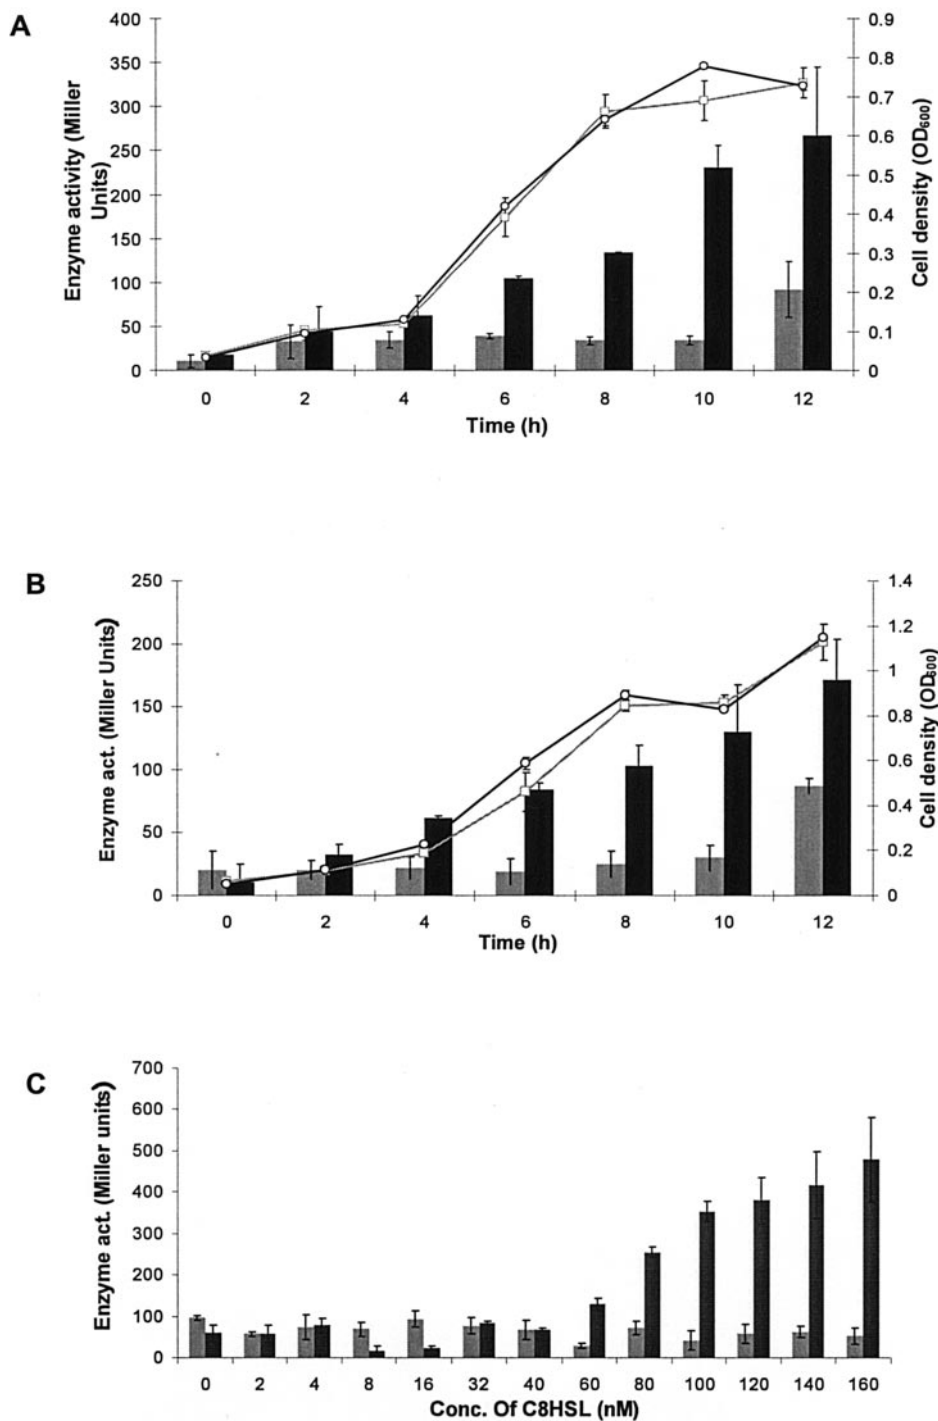 A
400
350
300
250
200
150
100
50
0
Enzyme activity (Miller
Units)
0.9
0.8
0.7
0.6
0.5
0.4
0.3
0.2
0.1
0
Cell density (OD600)
0 2 4 6 8 10 12
Time (h)
B
250
200
150
100
50
0
Enzyme act. (Miller Units)
1.4
1.2
1
0.8
0.6
0.4
0.2
0
Cell density (OD600)
0 2 4 6 8 10 12
Time (h)
C
700
600
500
400
300
200
100
0
Enzyme act. (Miller units)
0 2 4 8 16 32 40 60 80 100 120 140 160
Conc. Of C8HSL (nM)